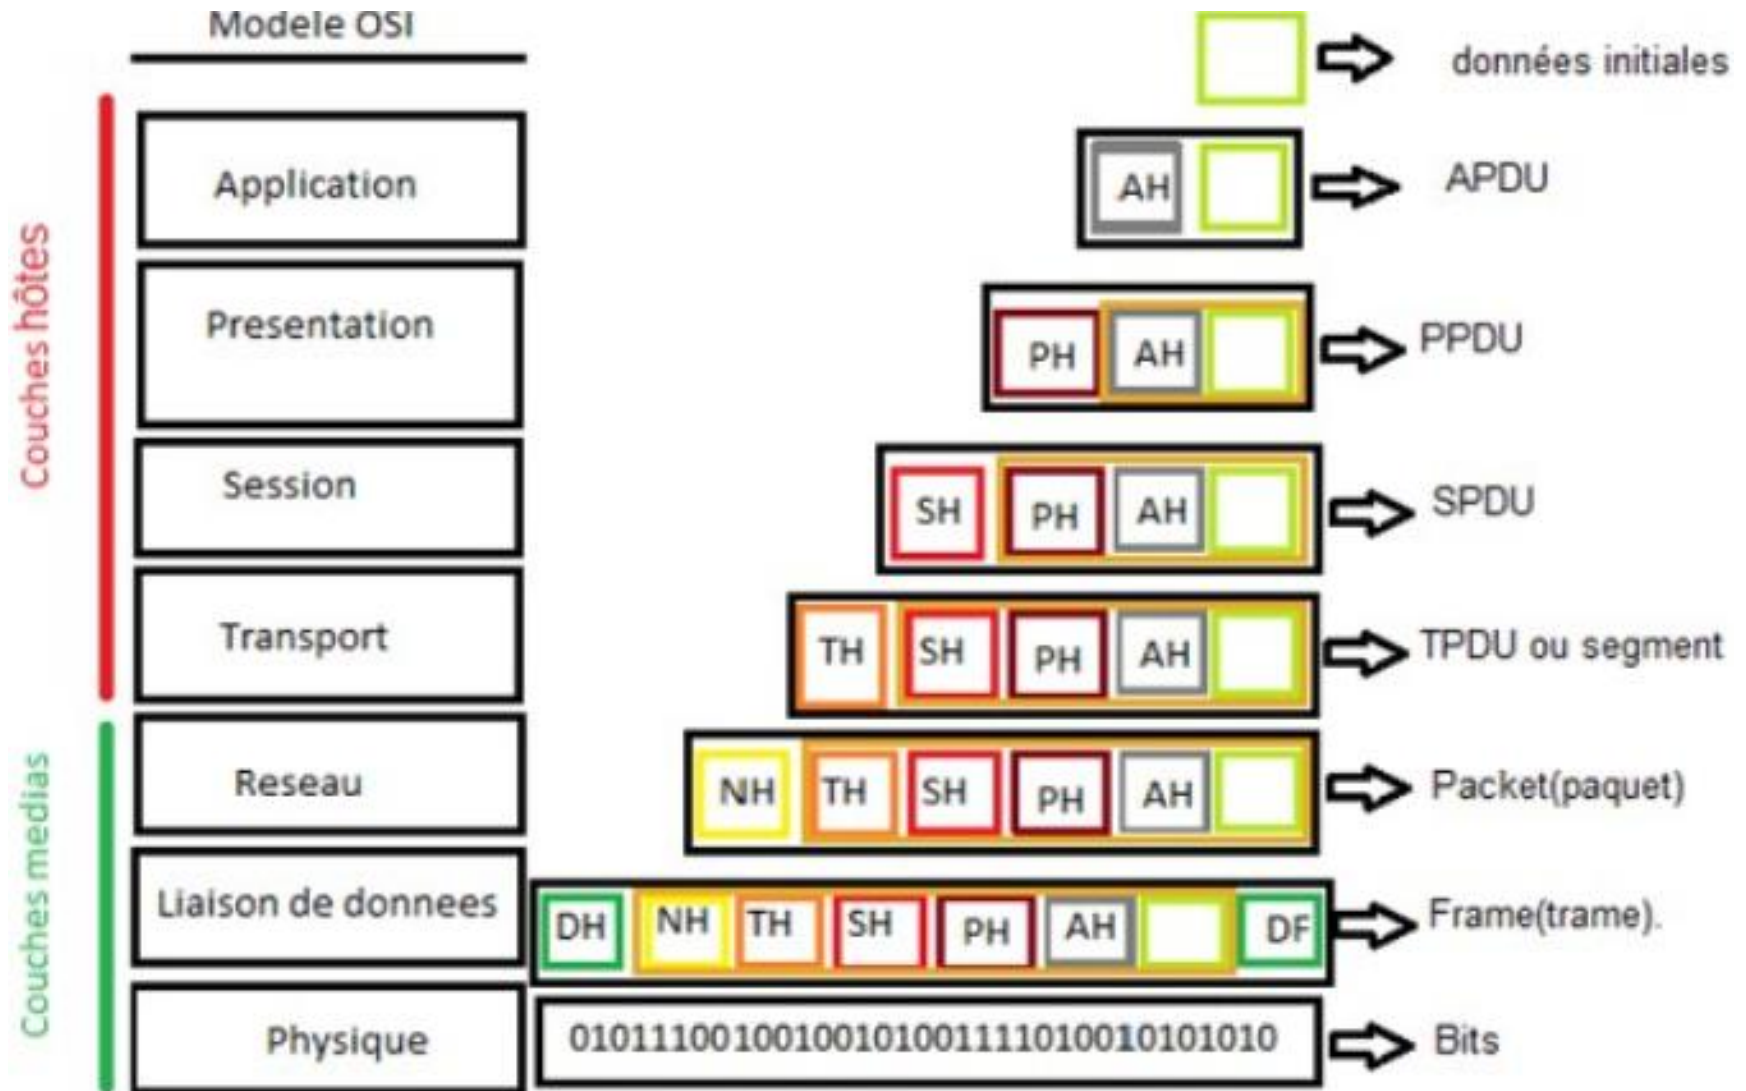 Modele OSI
données initiales
Couches hôtes
Application
AH
APDU
Presentation
PH AH
PPDU
Session
SH PH AH
SPDU
Transport
TH SH PH AH
TPDU ou segment
Couches medias
Reseau
NH TH SH PH AH
Packet(paquet)
Liaison de donnees
DH NH TH SH PH AH DF
Frame(trame).
Physique
01011100100100101001111010010101010
Bits